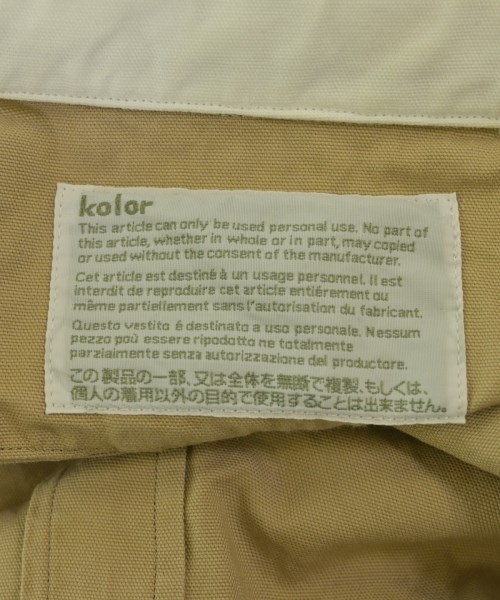 kolor
This article can only be used personal use. No part of
this article, whether in whole or in part, may copied
or used without the consent of the manufacturer.
Cet article est destiné à un usage personnel. Il est
interdit de reproduire cet article entiérement ou
même partiellement sans l'autorisation du fabricant.
Questo vestito é destinato a uso personale. Nessum
pezzo poü essere ripodotto ne totalmente
parzialmente senza autorizzazione del productore.
この製品の一部、又は全体を無断で複製、もしくは、
個人の着用以外の目的で使用することは出来ません。